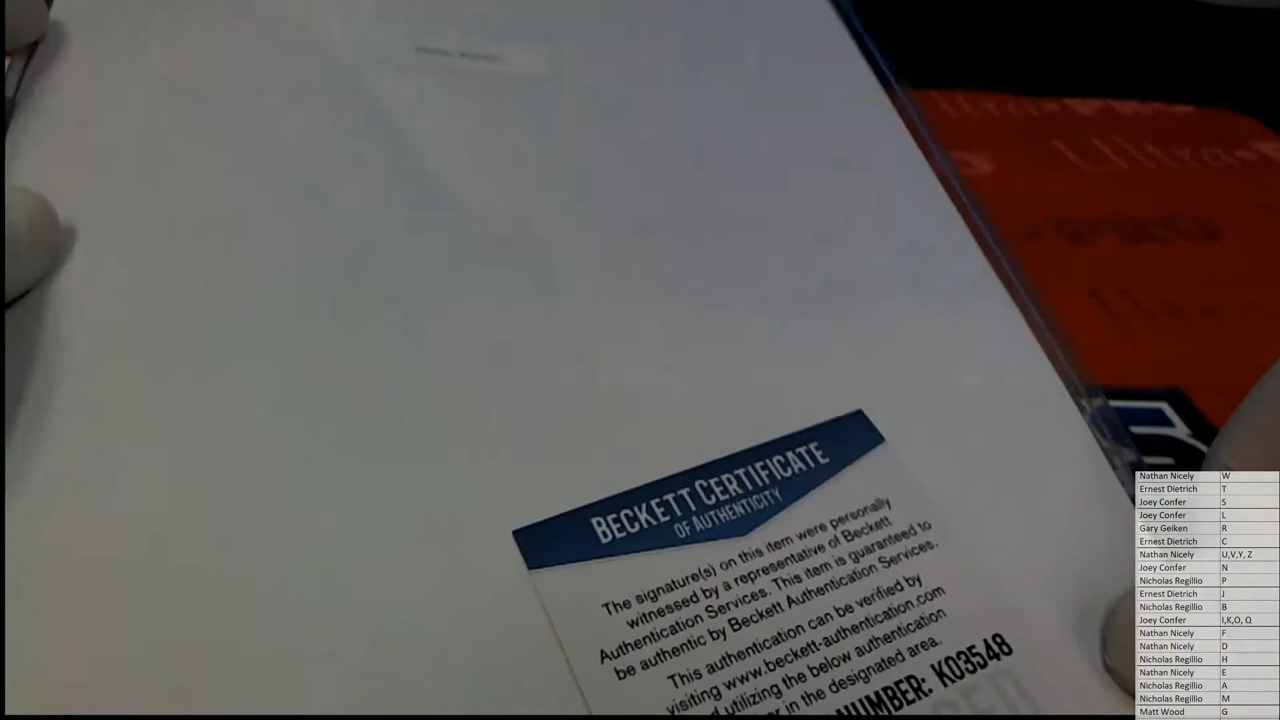 Ultra
BECKETT CERTIFICATE
OF AUTHENTICITY
The signature(s) on this item were personally
witnessed by a representative of Beckett
Authentication Services. This item is guaranteed to
be authentic by Beckett Authentication Services.
This authentication can be verified by
visiting www.beckett-authentication.com
utilizing the below authentication
in the designated area.
NUMBER: K03548
Nathan Nicely W
Ernest Dietrich T
Joey Confer S
Joey Confer L
Gary Geiken R
Ernest Dietrich C
Nathan Nicely U,V,Y, Z
Joey Confer N
Nicholas Regillio P
Ernest Dietrich J
Nicholas Regillio B
Joey Confer I,K,O, Q
Nathan Nicely F
Nathan Nicely D
Nicholas Regillio H
Nathan Nicely E
Nicholas Regillio A
Nicholas Regillio M
Matt Wood G